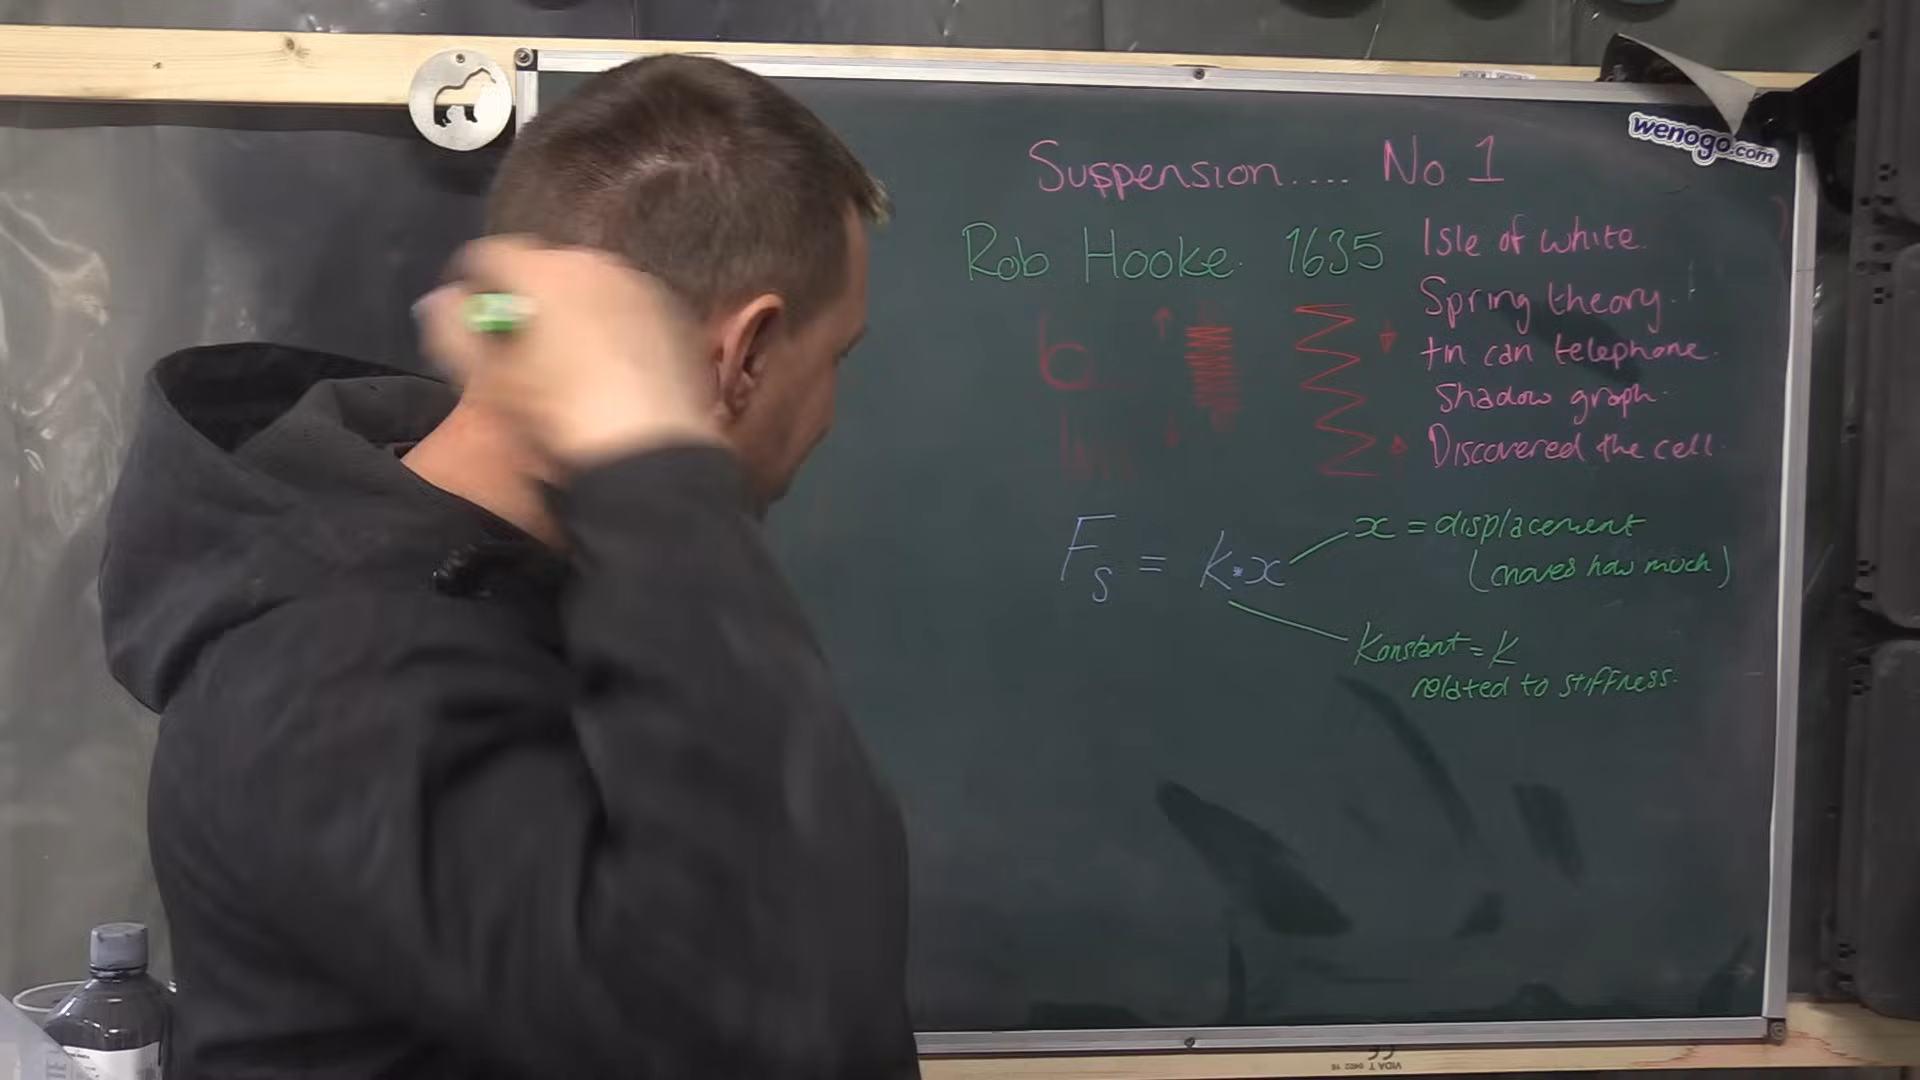 wenogo.com
Suspension.... No 1
Rob Hooke. 1635
Isle of white.
Spring theory.
tin can telephone.
Shadow graph.
Discovered the cell.
Fs = k•x
x = displacement
(moves how much)
Konstant = K
related to stiffness.